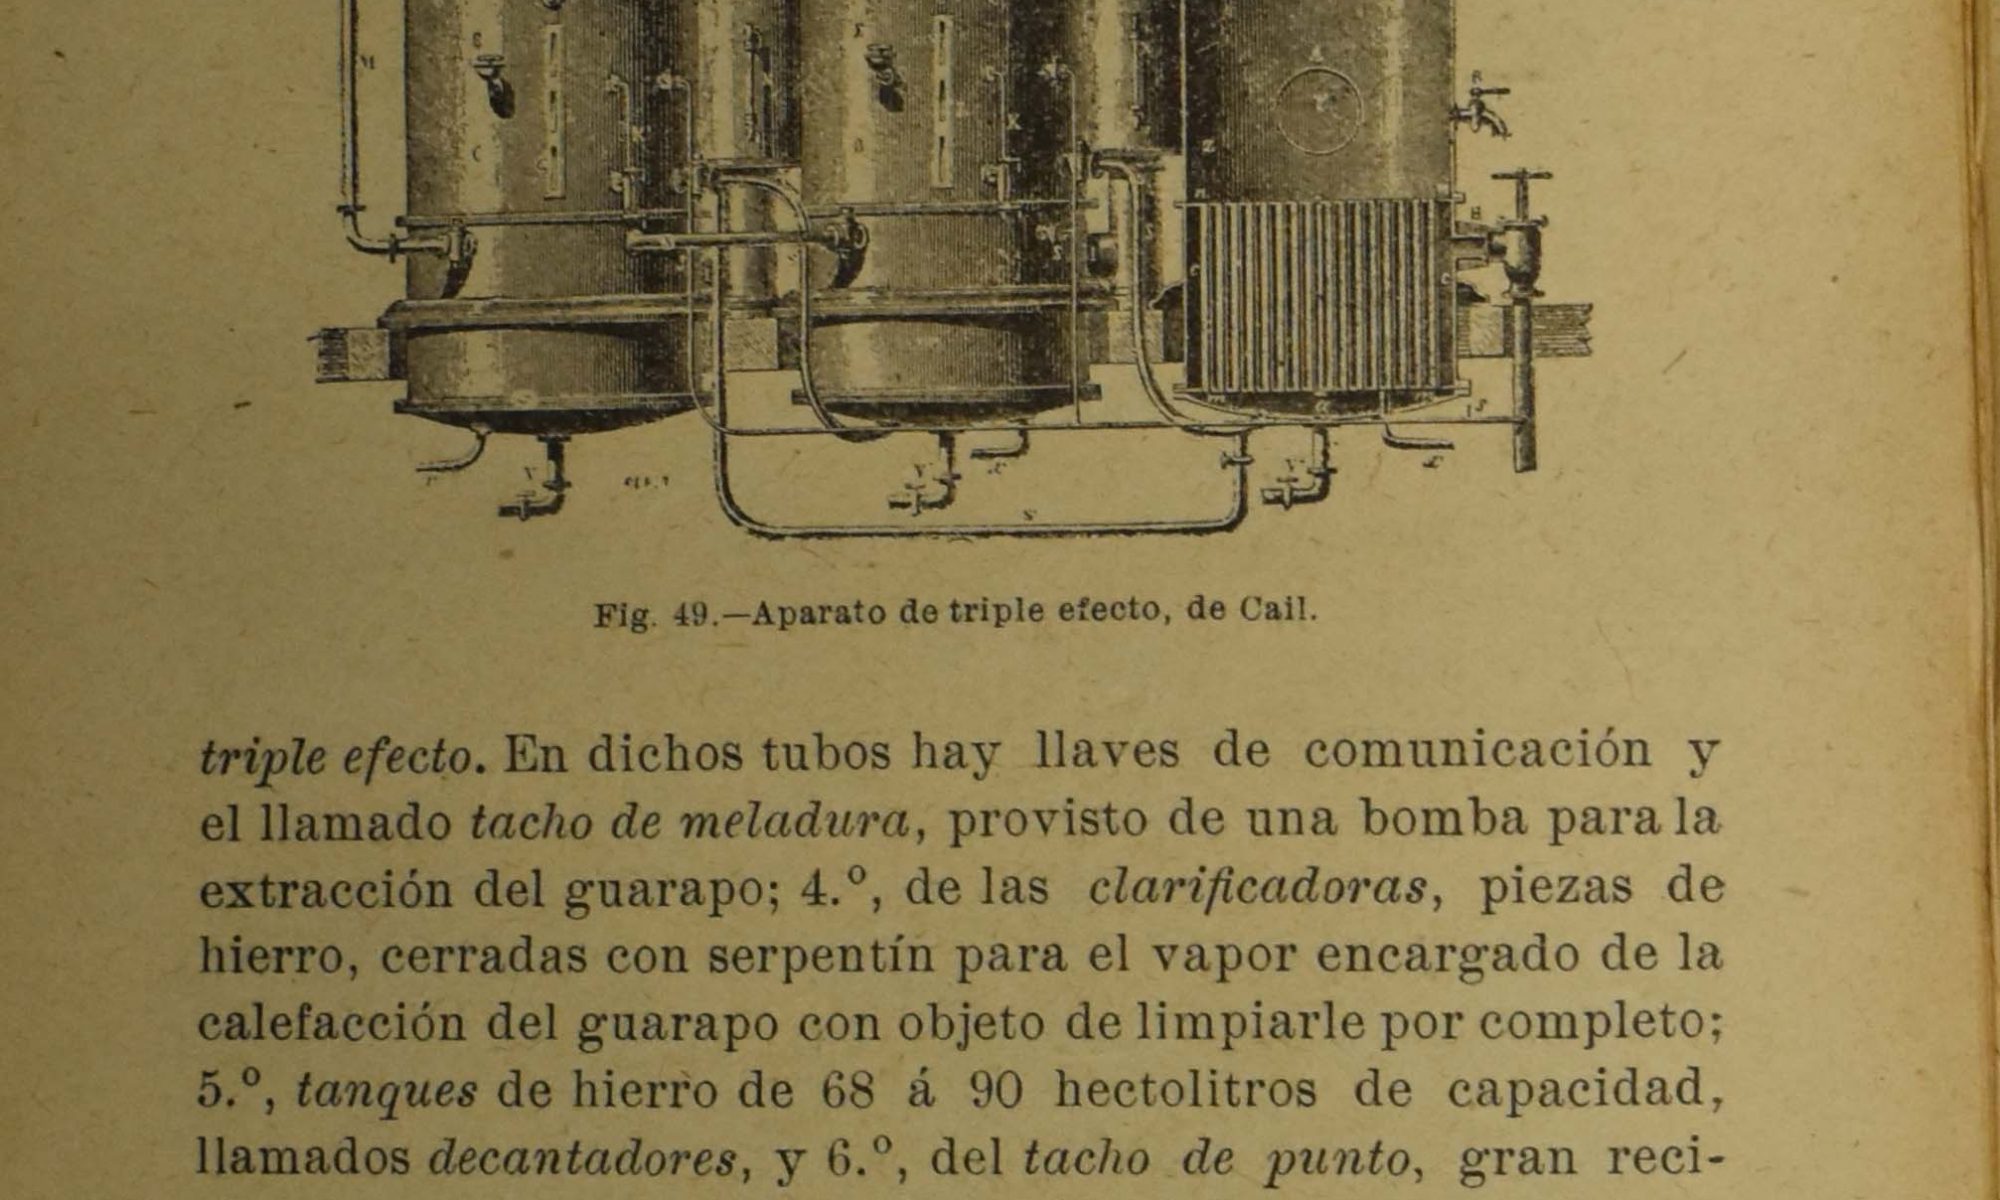 Fig. 49.—Aparato de triple efecto, de Cail.
triple efecto. En dichos tubos hay llaves de comunicación y
el llamado tacho de meladura, provisto de una bomba para la
extracción del guarapo; 4.º, de las clarificadoras, piezas de
hierro, cerradas con serpentín para el vapor encargado de la
calefacción del guarapo con objeto de limpiarle por completo;
5.º, tanques de hierro de 68 á 90 hectolitros de capacidad,
llamados decantadores, y 6.º, del tacho de punto, gran reci-